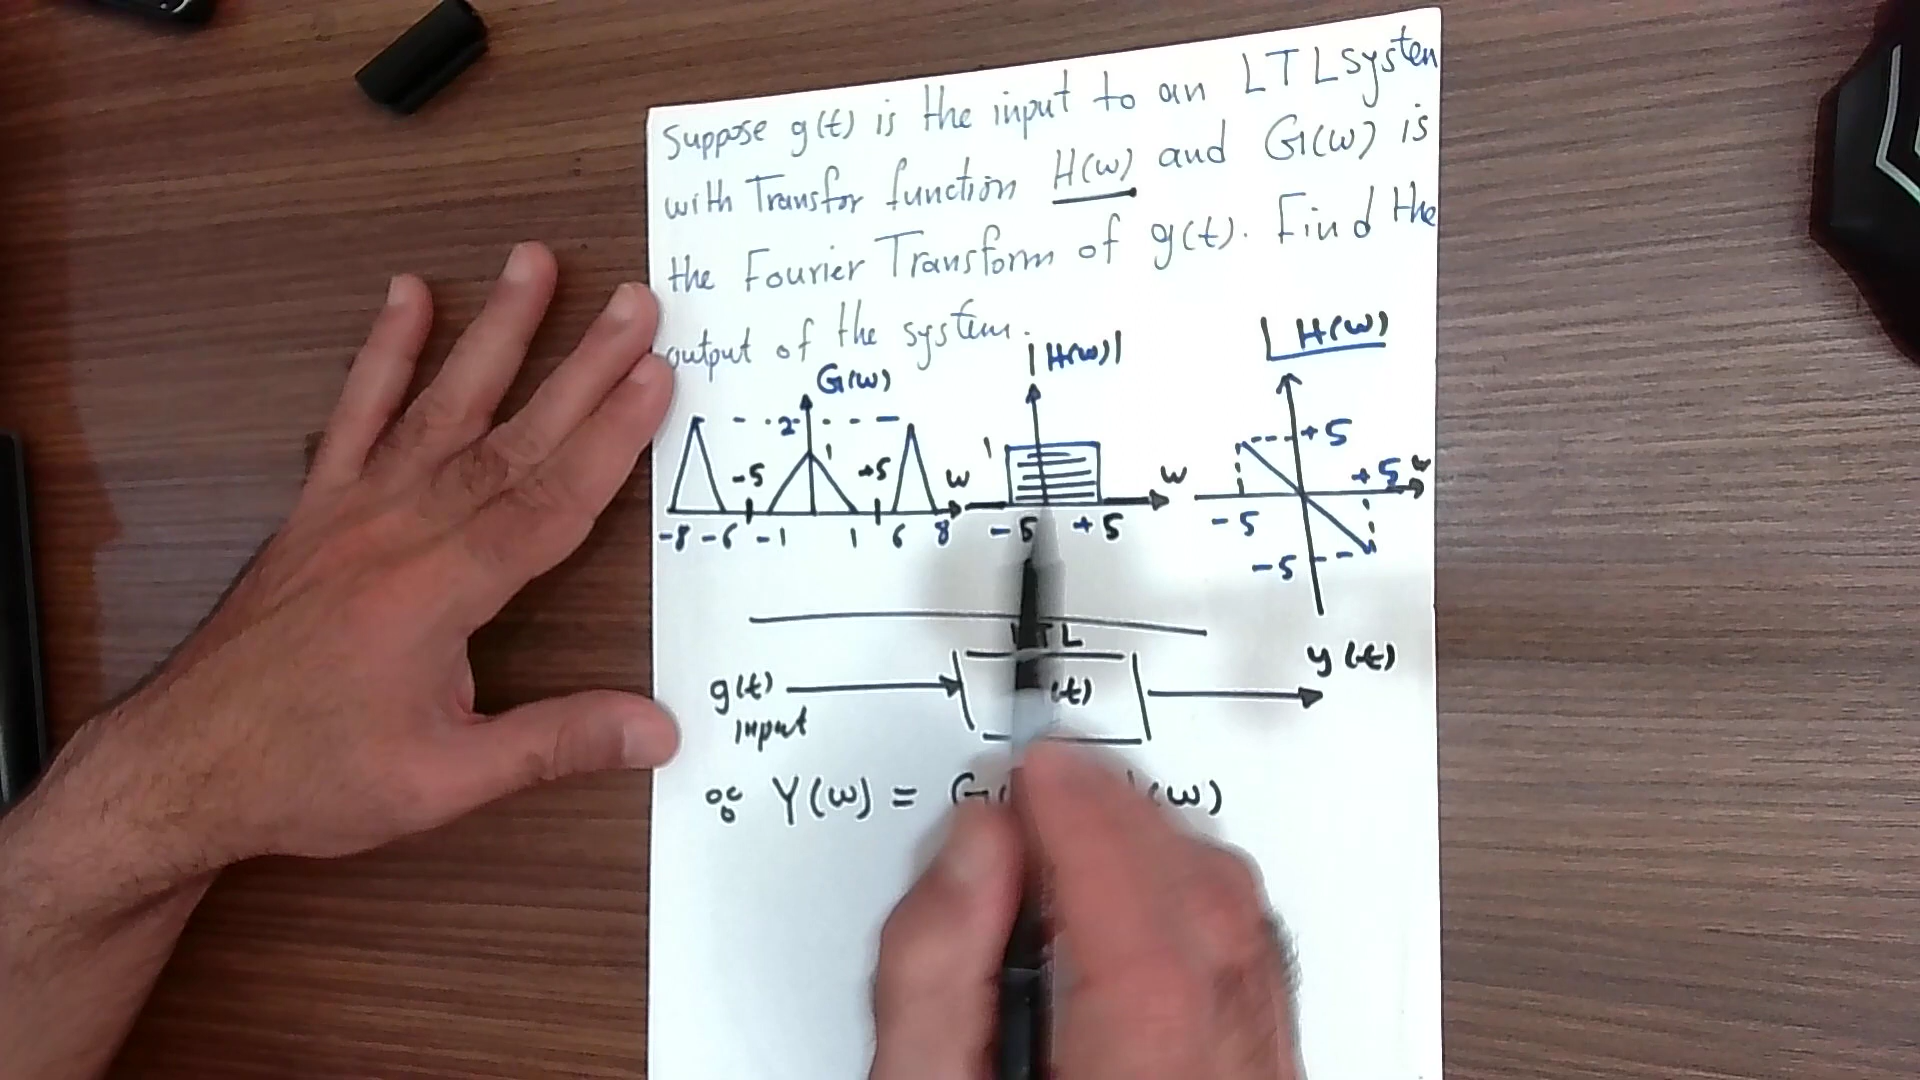 Suppose g(t) is the input to an LTL system
with Transfor function H(w) and G(w) is
the Fourier Transform of g(t). Find the
output of the system.
G(w)
|H(w)|
∠H(w)
- 2 -
1
-5
+5
w
-8 -6 -1 1 6 8
1
w
-5 +5
+5
+5
w
-5
-5
LTL
g(t)
input
(t)
y(t)
∴ Y(w) = G( (w)